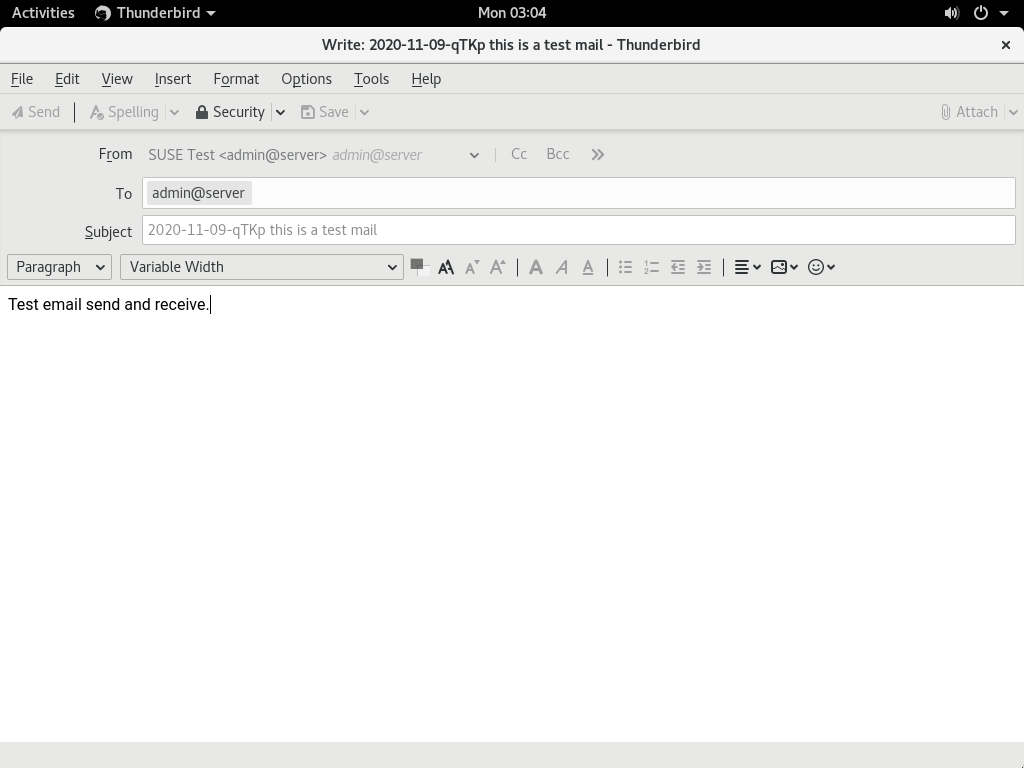 Activities Thunderbird Mon 03:04
Write: 2020-11-09-qTKp this is a test mail - Thunderbird
File Edit View Insert Format Options Tools Help
Send Spelling Security Save Attach
From SUSE Test <admin@server> admin@server Cc Bcc
To admin@server
Subject 2020-11-09-qTKp this is a test mail
Paragraph Variable Width
Test email send and receive.